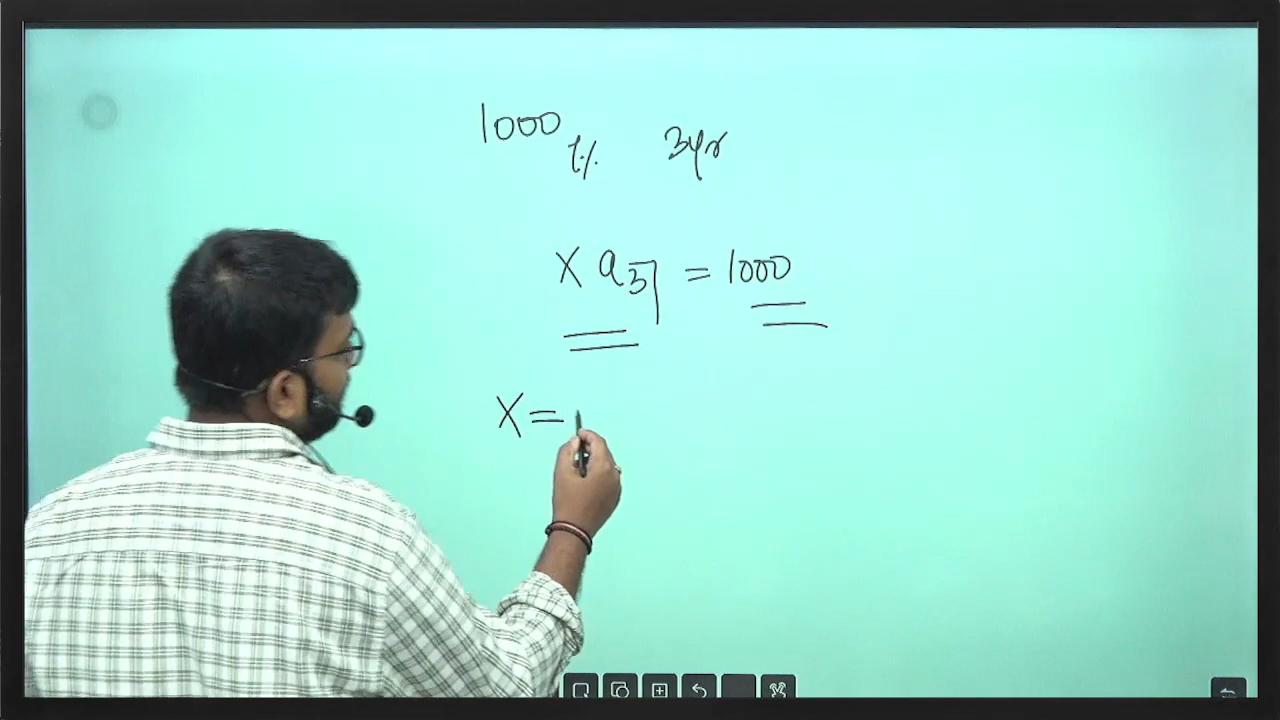 1000 1% 3yr
X a3⌉ = 1000
X =